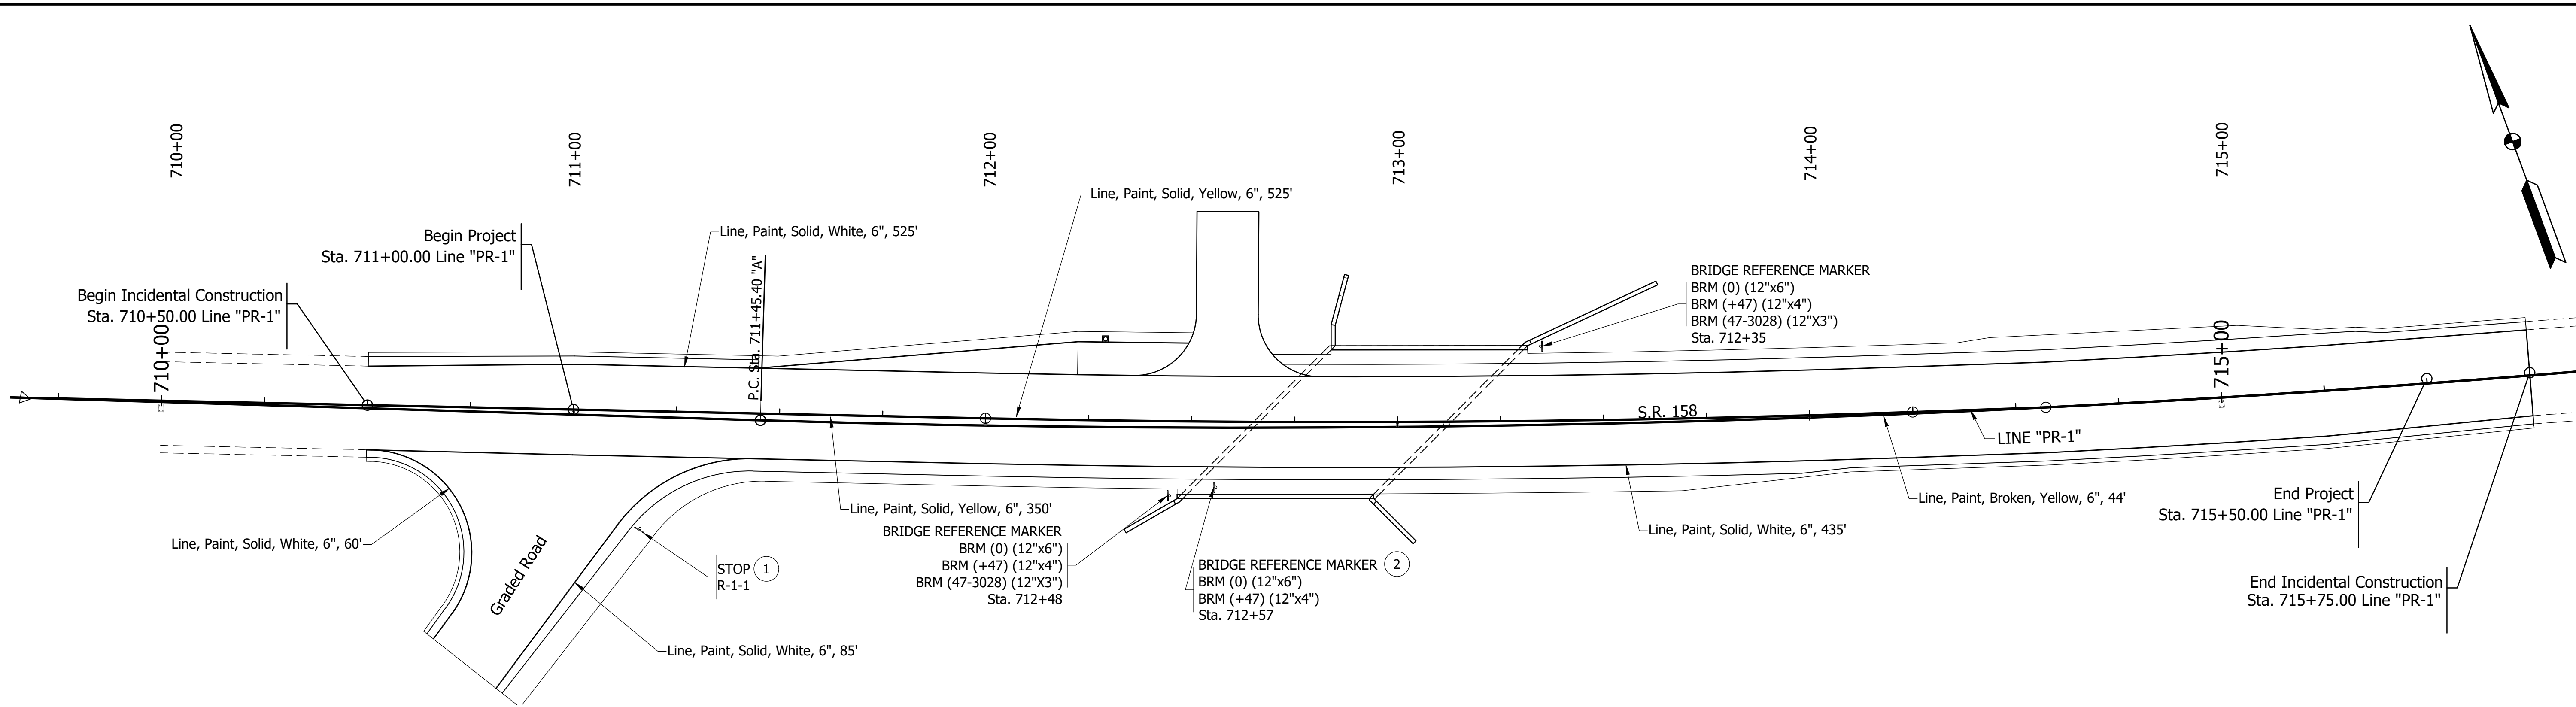 710+00
711+00
712+00
713+00
714+00
715+00
Line, Paint, Solid, Yellow, 6", 525'
Line, Paint, Solid, White, 6", 525'
Begin Project
Sta. 711+00.00 Line "PR-1"
Begin Incidental Construction
Sta. 710+50.00 Line "PR-1"
P.C. Sta. 711+45.40 "A"
BRIDGE REFERENCE MARKER
BRM (0) (12"x6")
BRM (+47) (12"x4")
BRM (47-3028) (12"X3")
Sta. 712+35
710+00
715+00
S.R. 158
LINE "PR-1"
Line, Paint, Solid, Yellow, 6", 350'
BRIDGE REFERENCE MARKER
BRM (0) (12"x6")
BRM (+47) (12"x4")
BRM (47-3028) (12"X3")
Sta. 712+48
Line, Paint, Solid, White, 6", 60'
Graded Road
STOP 1
R-1-1
BRIDGE REFERENCE MARKER 2
BRM (0) (12"x6")
BRM (+47) (12"x4")
Sta. 712+57
Line, Paint, Solid, White, 6", 435'
Line, Paint, Broken, Yellow, 6", 44'
End Project
Sta. 715+50.00 Line "PR-1"
End Incidental Construction
Sta. 715+75.00 Line "PR-1"
Line, Paint, Solid, White, 6", 85'